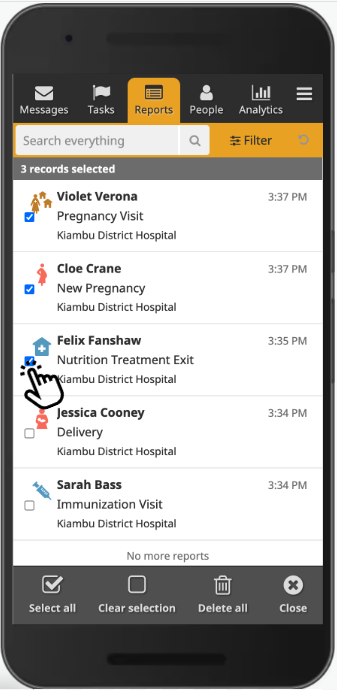 Messages Tasks Reports People Analytics
Search everything Filter
3 records selected
Violet Verona 3:37 PM
Pregnancy Visit
Kiambu District Hospital
Cloe Crane 3:37 PM
New Pregnancy
Kiambu District Hospital
Felix Fanshaw 3:35 PM
Nutrition Treatment Exit
Kiambu District Hospital
Jessica Cooney 3:34 PM
Delivery
Kiambu District Hospital
Sarah Bass 3:34 PM
Immunization Visit
Kiambu District Hospital
No more reports
Select all Clear selection Delete all Close